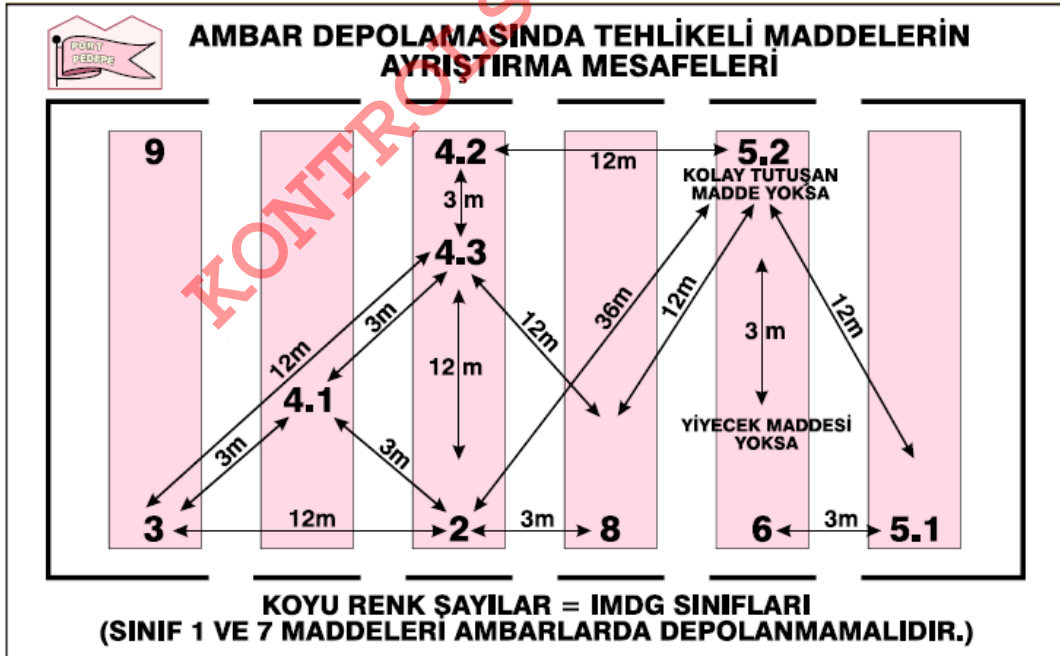 PORT
PEDEPE
AMBAR DEPOLAMASINDA TEHLİKELİ MADDELERİN
AYRIŞTIRMA MESAFELERİ
KONTROLS
9
4.2
12m
5.2
KOLAY TUTUŞAN
MADDE YOKSA
3 m
4.3
12m
3m
12 m
12m
36m
12m
3 m
12m
4.1
3m
3m
YİYECEK MADDESİ
YOKSA
3
12m
2
3m
8
6
3m
5.1
KOYU RENK SAYILAR = IMDG SINIFLARI
(SINIF 1 VE 7 MADDELERİ AMBARLARDA DEPOLANMAMALIDIR.)